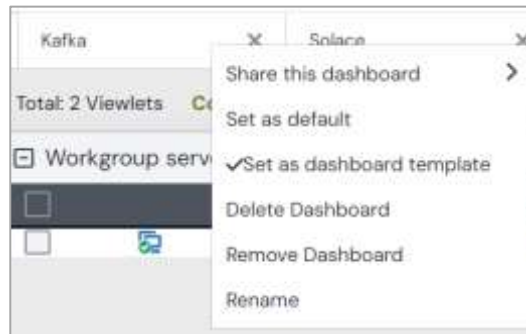 Kafka
Solace
Share this dashboard
Total: 2 Viewlets
Set as default
Workgroup serv
✓Set as dashboard template
Delete Dashboard
Remove Dashboard
Rename